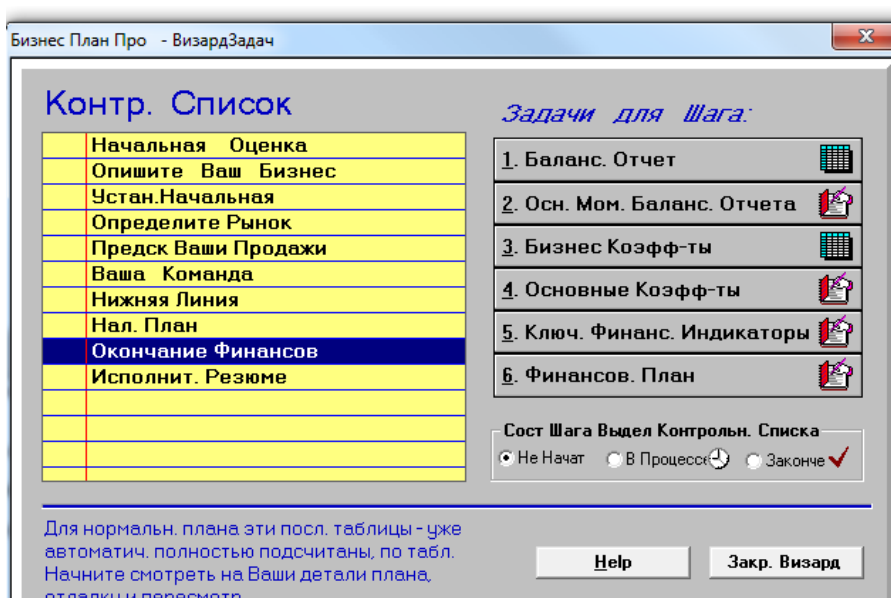 Бизнес План Про - ВизардЗадач
Контр. Список
Начальная Оценка
Опишите Ваш Бизнес
Устан.Начальная
Определите Рынок
Предск Ваши Продажи
Ваша Команда
Нижняя Линия
Нал. План
Окончание Финансов
Исполнит. Резюме
Задачи для Шага:
1. Баланс. Отчет
2. Осн. Мом. Баланс. Отчета
3. Бизнес Коэфф-ты
4. Основные Коэфф-ты
5. Ключ. Финанс. Индикаторы
6. Финансов. План
Сост Шага Выдел Контрольн. Списка
Не Начат В Процессе Законче
Для нормальн. плана эти посл. таблицы - уже
автоматич. полностью подсчитаны, по табл.
Начните смотреть на Ваши детали плана,
отладку и пересмотр
Help Закр. Визард